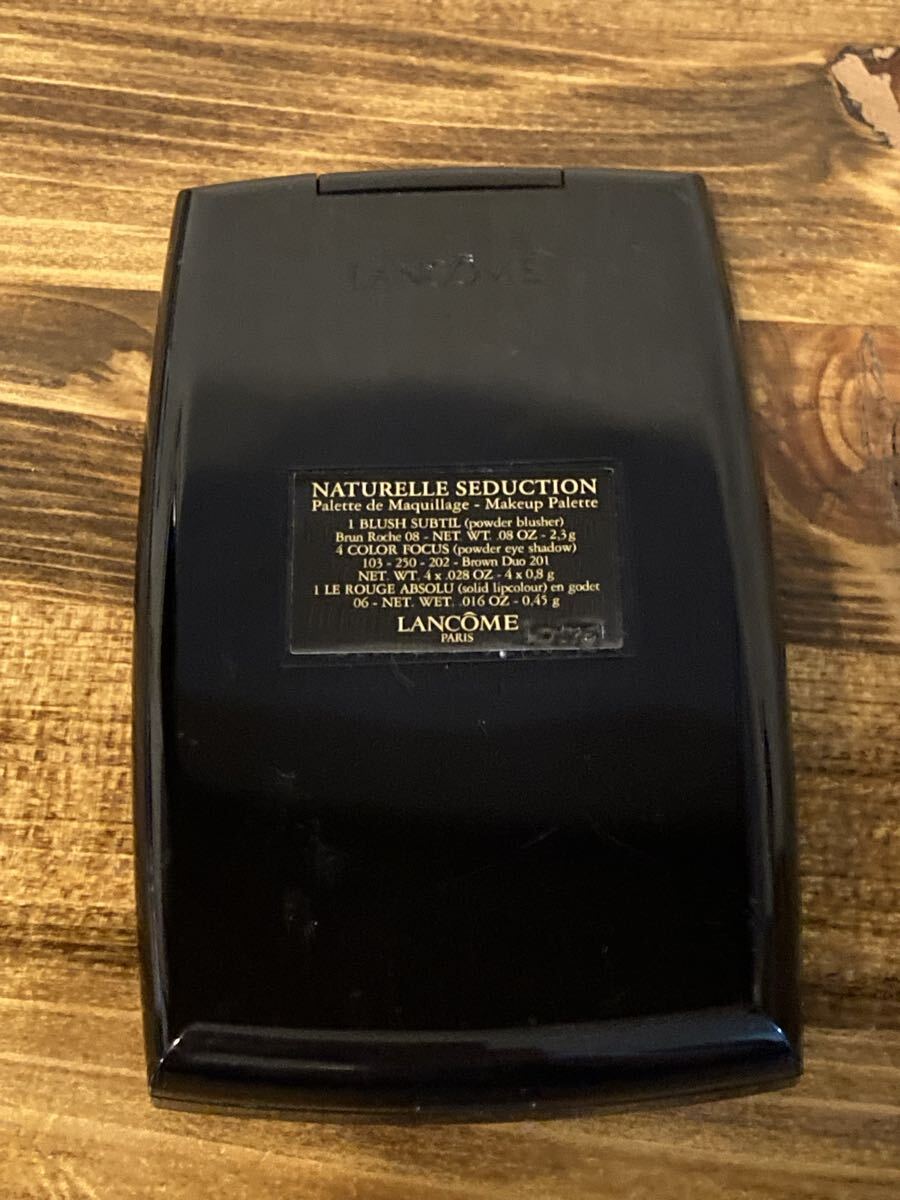 LANCÔME
NATURELLE SEDUCTION
Palette de Maquillage - Makeup Palette
1 BLUSH SUBTIL (powder blusher)
Brun Roche 08 - NET. WT. .08 OZ - 2,3 g
4 COLOR FOCUS (powder eye shadow)
103 - 250 - 202 - Brown Duo 201
NET. WT. 4 x .028 OZ - 4 x 0,8 g
1 LE ROUGE ABSOLU (solid lipcolour) en godet
06 - NET. WET. .016 OZ - 0,45 g
LANCÔME
PARIS